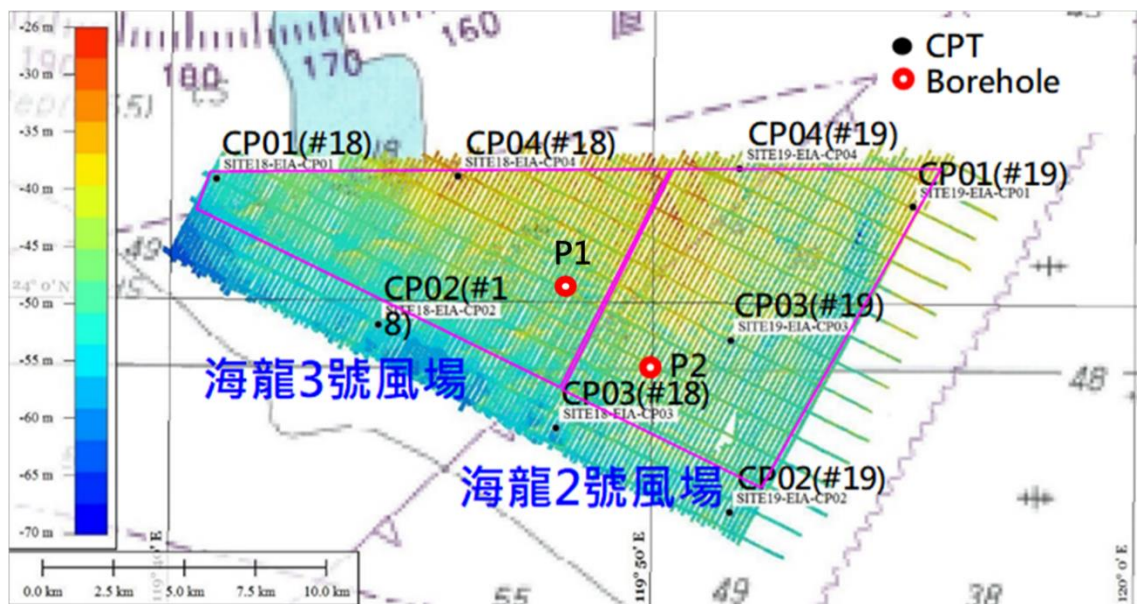 -26 m
-30 m
-35 m
-40 m
-45 m
-50 m
-55 m
-60 m
-65 m
-70 m
180
170
160
CPT
Borehole
CP01(#18)
SITE18-EIA-CP01
CP04(#18)
SITE18-EIA-CP04
CP04(#19)
SITE19-EIA-CP04
CP01(#19)
SITE19-EIA-CP01
49
P1
24° 0' N
CP02(#1
8)
SITE18-EIA-CP02
CP03(#19)
SITE19-EIA-CP03
P2
48
海龍3號風場
CP03(#18)
SITE18-EIA-CP03
海龍2號風場
CP02(#19)
SITE19-EIA-CP02
119° 40' E
119° 50' E
120° 0' E
0.0 km
2.5 km
5.0 km
7.5 km
10.0 km
55
49
38